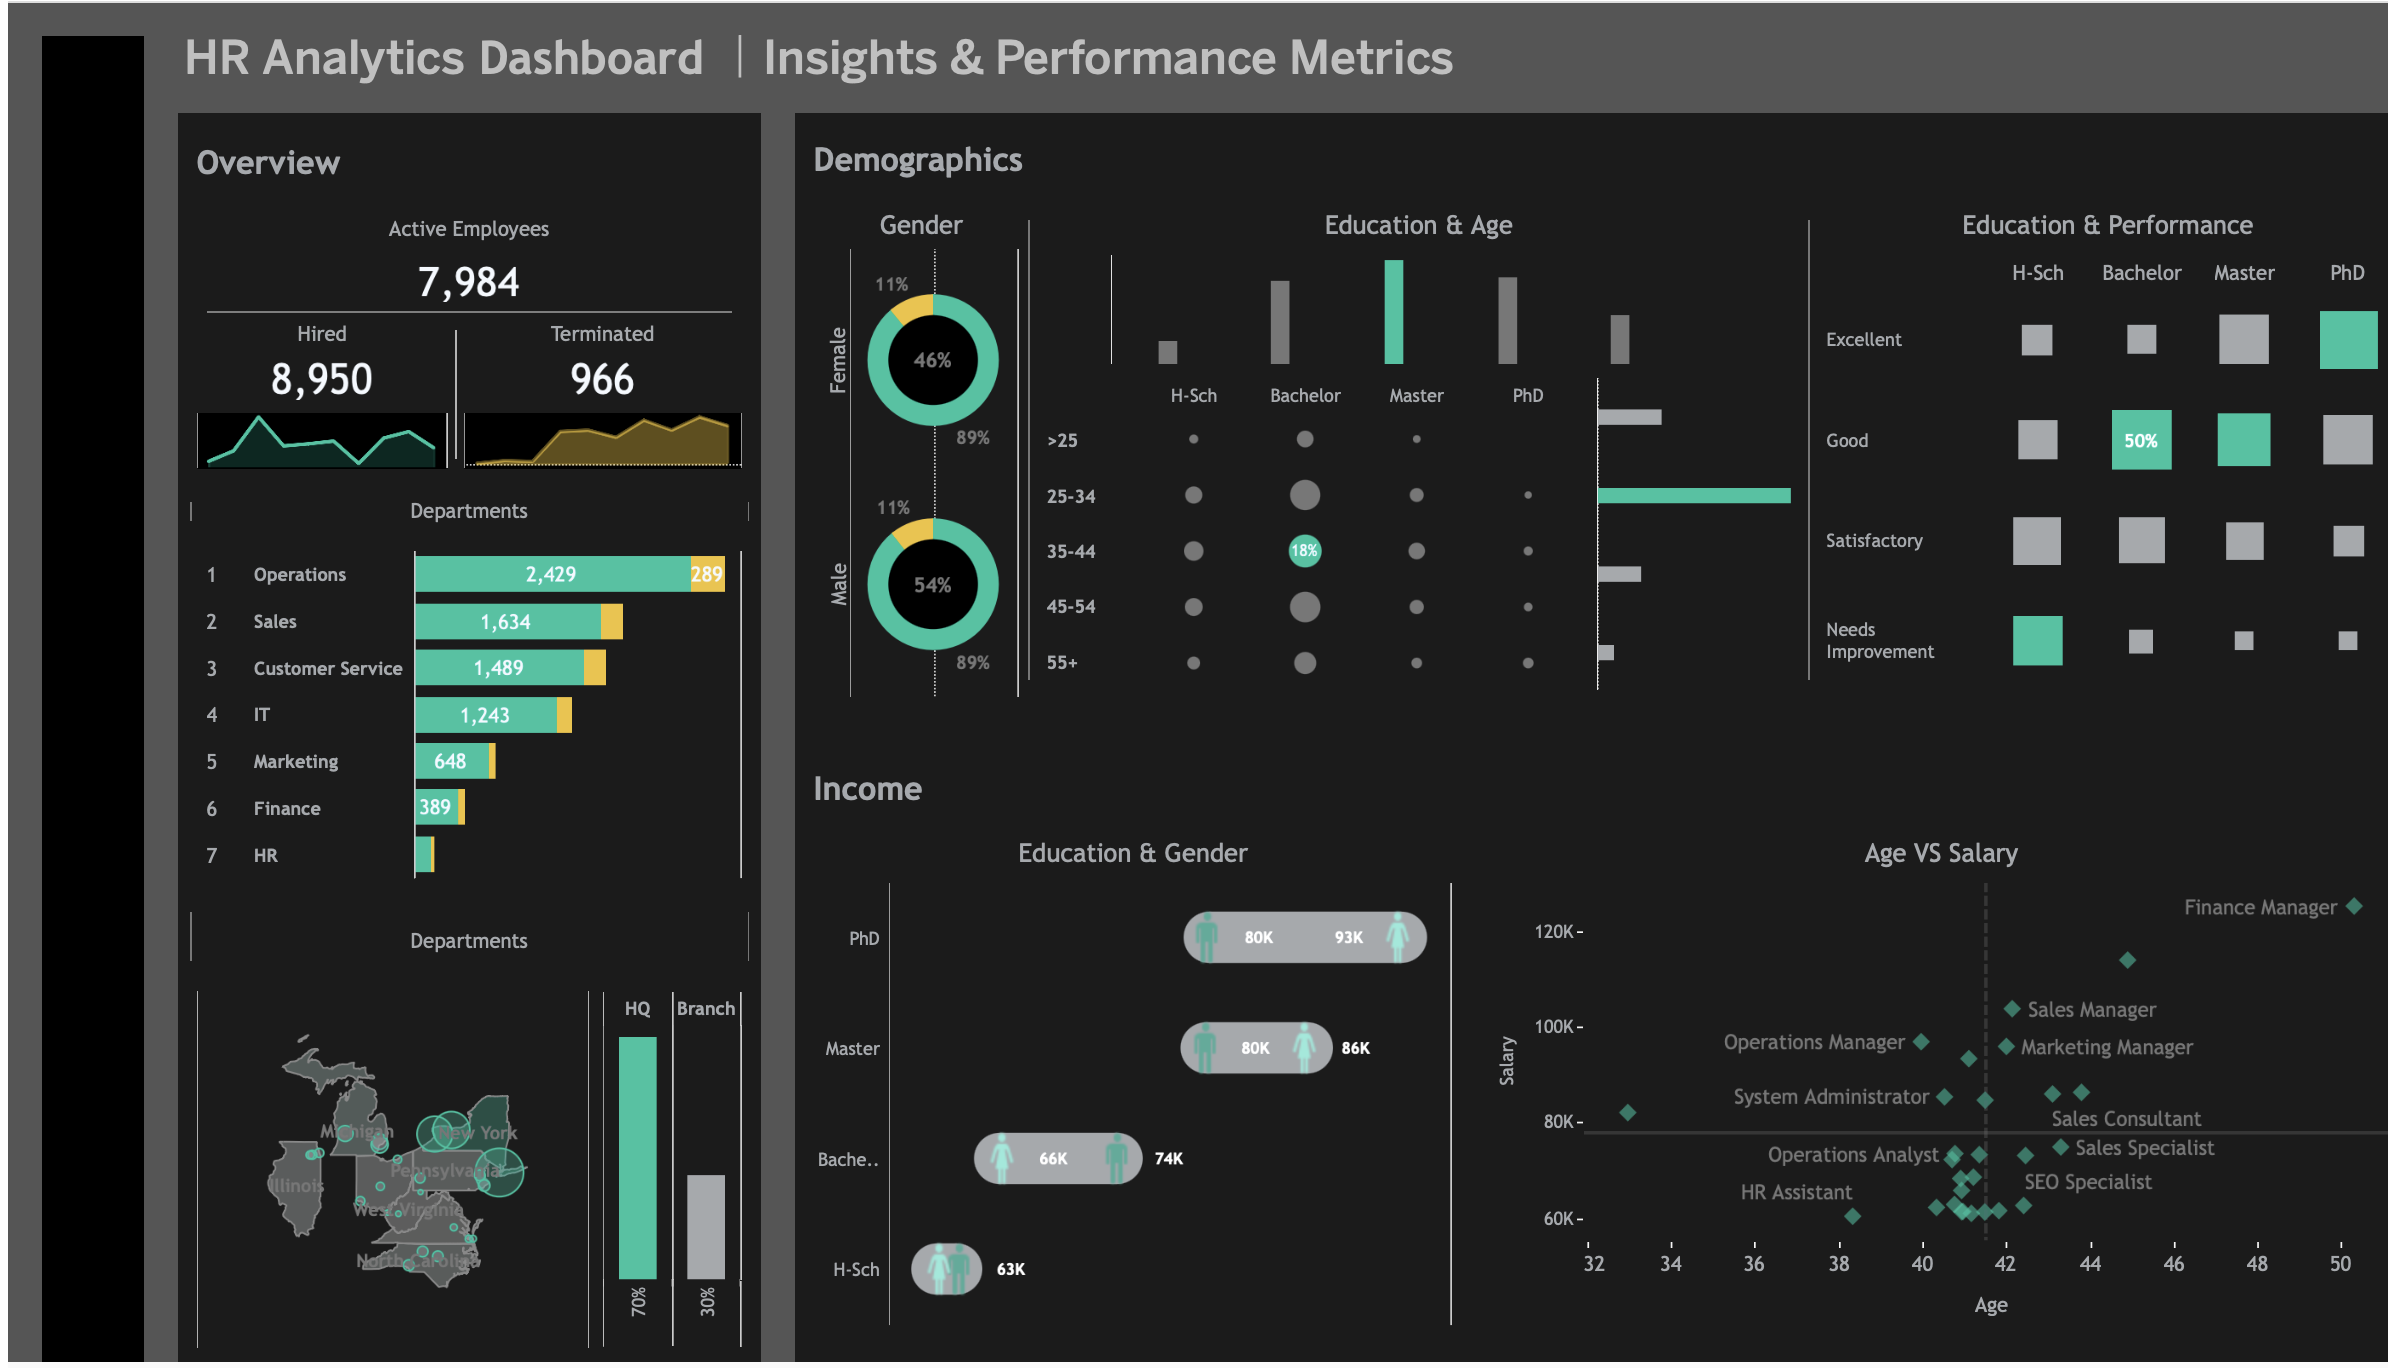 HR Analytics Dashboard | Insights & Performance Metrics
Overview
Active Employees
7,984
Hired
8,950
Terminated
966
Departments
1 Operations 2,429 289
2 Sales 1,634
3 Customer Service 1,489
4 IT 1,243
5 Marketing 648
6 Finance 389
7 HR
Departments
Michigan
New York
Pennsylvania
Illinois
West Virginia
North Carolina
HQ Branch
70% 30%
Demographics
Gender
Female
11%
46%
89%
Male
11%
54%
89%
Education & Age
H-Sch Bachelor Master PhD
>25
25-34
35-44 18%
45-54
55+
Education & Performance
H-Sch Bachelor Master PhD
Excellent
Good 50%
Satisfactory
Needs
Improvement
Income
Education & Gender
PhD 80K 93K
Master 80K 86K
Bache.. 66K 74K
H-Sch 63K
Age VS Salary
Salary
120K
100K
80K
60K
Finance Manager
Sales Manager
Operations Manager
Marketing Manager
System Administrator
Sales Consultant
Sales Specialist
Operations Analyst
SEO Specialist
HR Assistant
32 34 36 38 40 42 44 46 48 50
Age